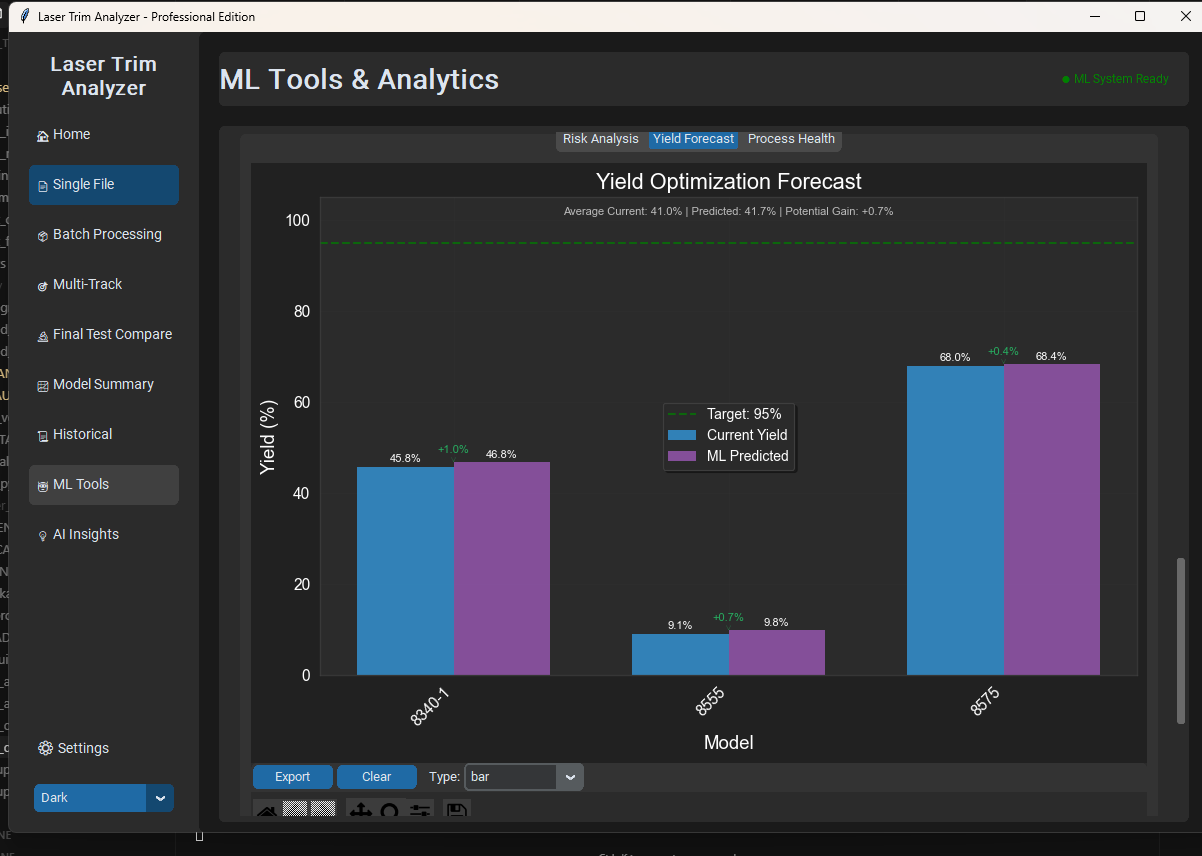 Laser Trim Analyzer - Professional Edition
Laser Trim
Analyzer
Home
Single File
Batch Processing
Multi-Track
Final Test Compare
Model Summary
Historical
ML Tools
AI Insights
Settings
Dark
ML Tools & Analytics
● ML System Ready
Risk Analysis Yield Forecast Process Health
Yield Optimization Forecast
Average Current: 41.0% | Predicted: 41.7% | Potential Gain: +0.7%
100
80
60
40
20
0
Yield (%)
45.8% +1.0% 46.8%
9.1% +0.7% 9.8%
68.0% +0.4% 68.4%
Target: 95%
Current Yield
ML Predicted
8340-1 8555 8575
Model
Export Clear Type: bar